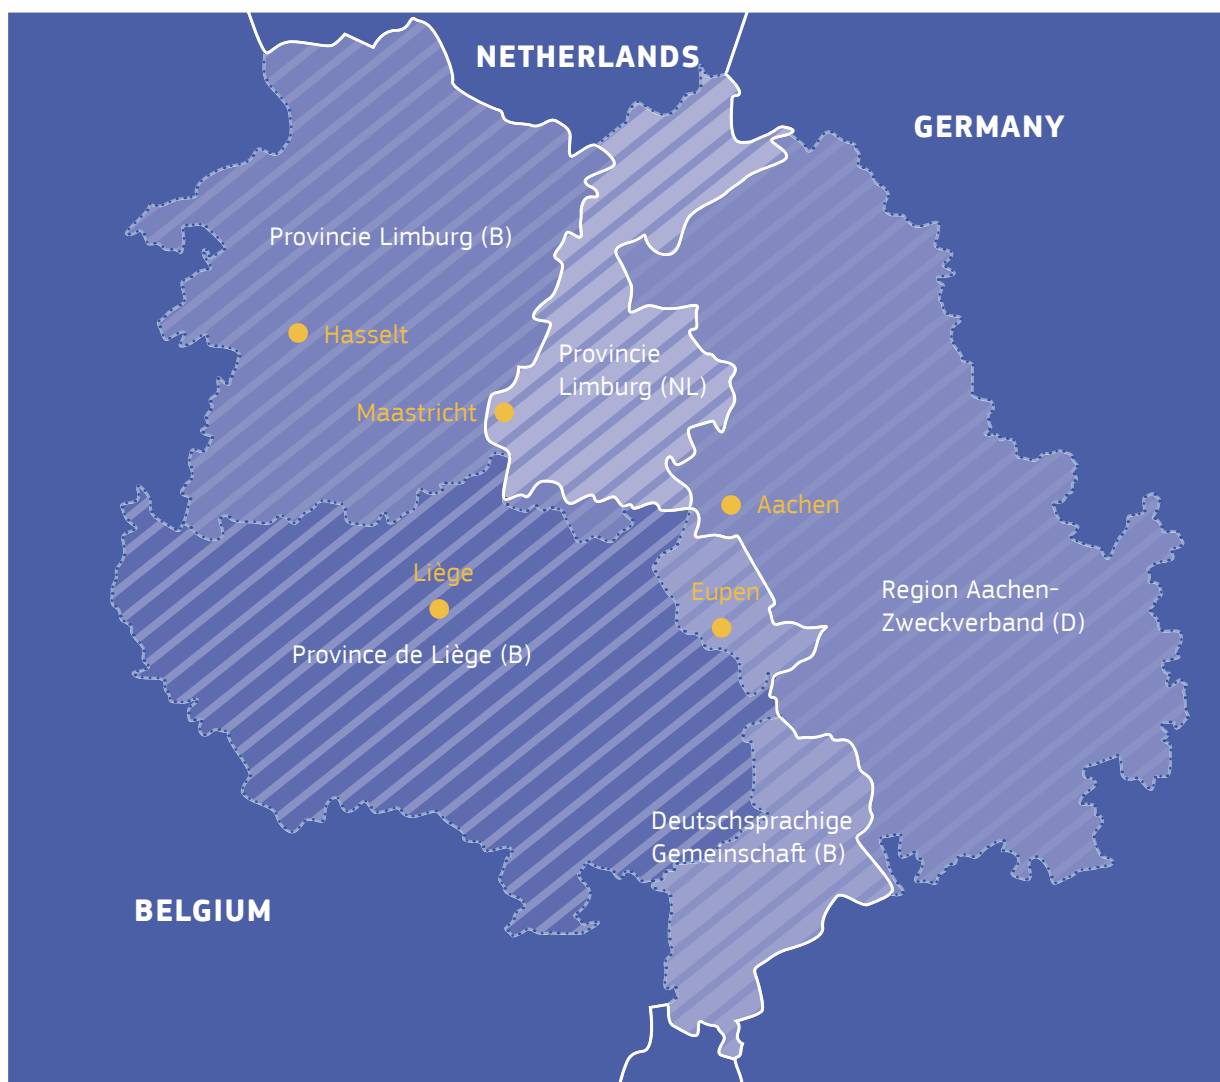 NETHERLANDS
GERMANY
Provincie Limburg (B)
Hasselt
Provincie
Limburg (NL)
Maastricht
Aachen
Liège
Eupen
Region Aachen-
Zweckverband (D)
Province de Liège (B)
Deutschsprachige
Gemeinschaft (B)
BELGIUM